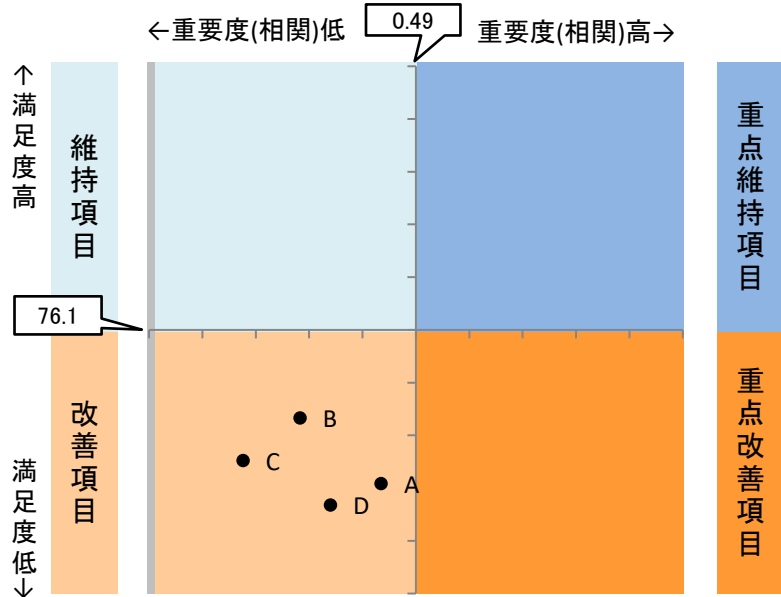 ←重要度(相関)低
0.49
重要度(相関)高→
↑満足度高
維持項目
重点維持項目
76.1
改善項目
重点改善項目
満足度低↓
B
C
A
D